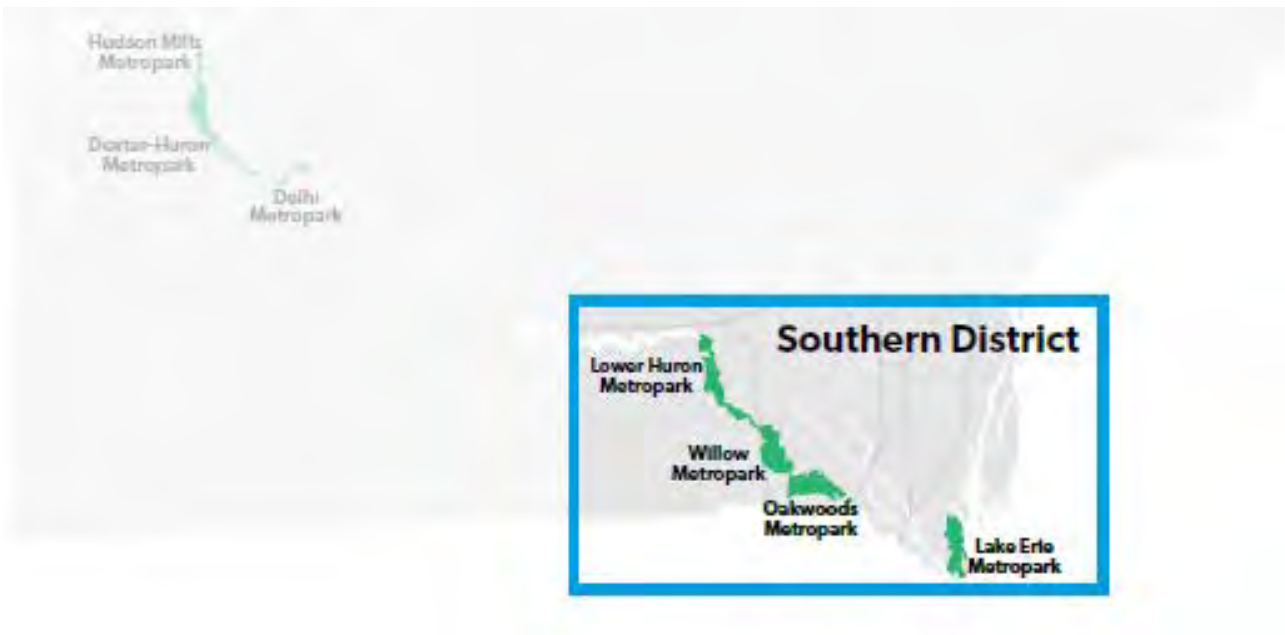 Hudson Mills
Metropark
Dexter-Huron
Metropark
Delhi
Metropark
Southern District
Lower Huron
Metropark
Willow
Metropark
Oakwoods
Metropark
Lake Erie
Metropark